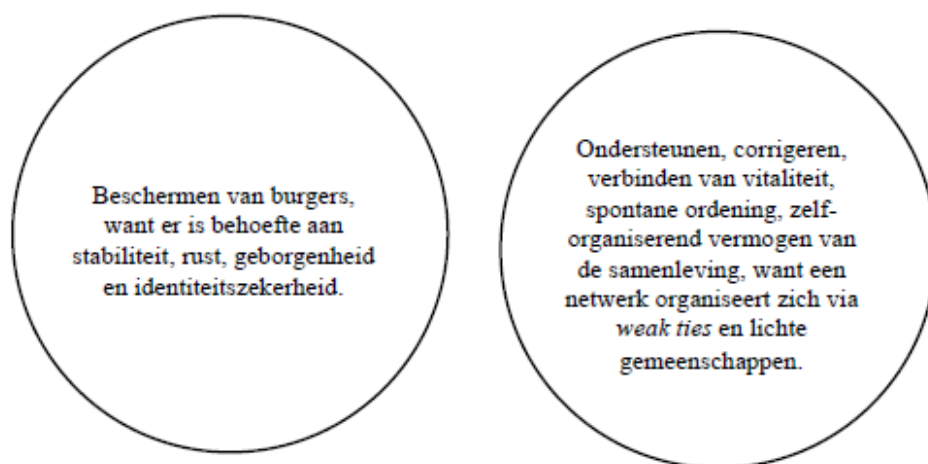 Beschermen van burgers,
want er is behoefte aan
stabiliteit, rust, geborgenheid
en identiteitszekerheid.
Ondersteunen, corrigeren,
verbinden van vitaliteit,
spontane ordening, zelf-
organiserend vermogen van
de samenleving, want een
netwerk organiseert zich via
weak ties en lichte
gemeenschappen.